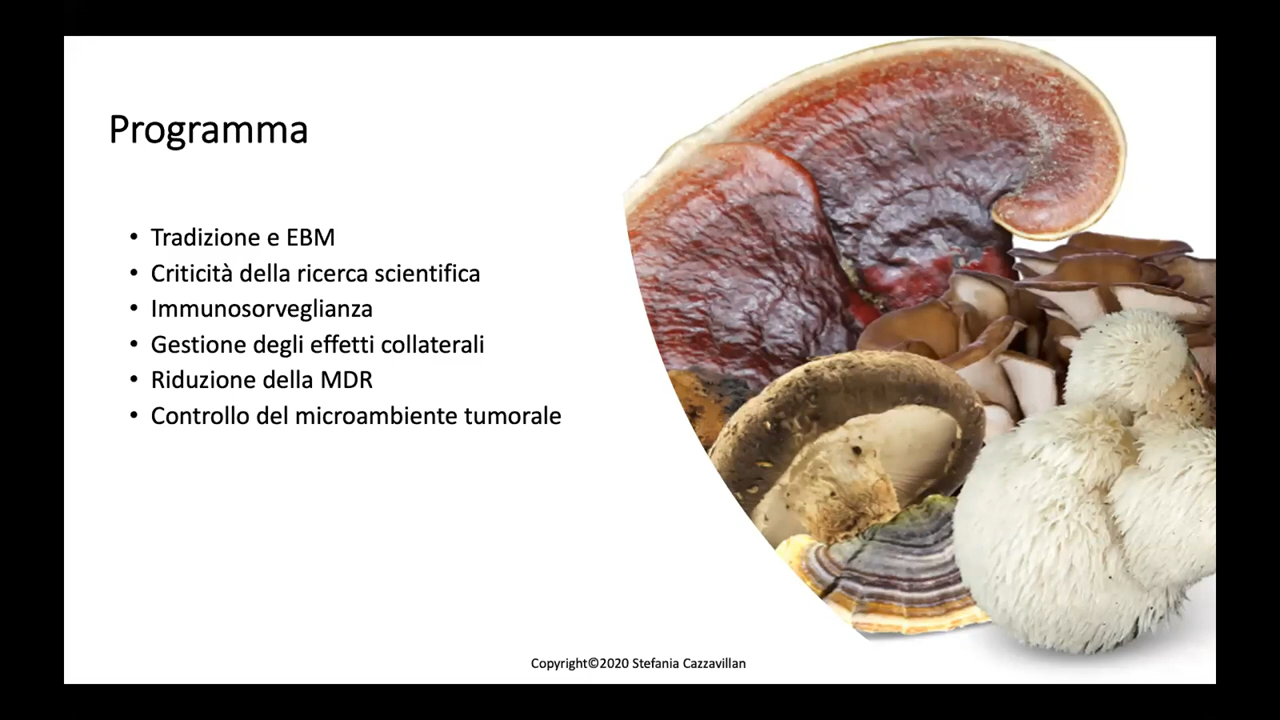 Programma
• Tradizione e EBM
• Criticità della ricerca scientifica
• Immunosorveglianza
• Gestione degli effetti collaterali
• Riduzione della MDR
• Controllo del microambiente tumorale
Copyright©2020 Stefania Cazzavillan